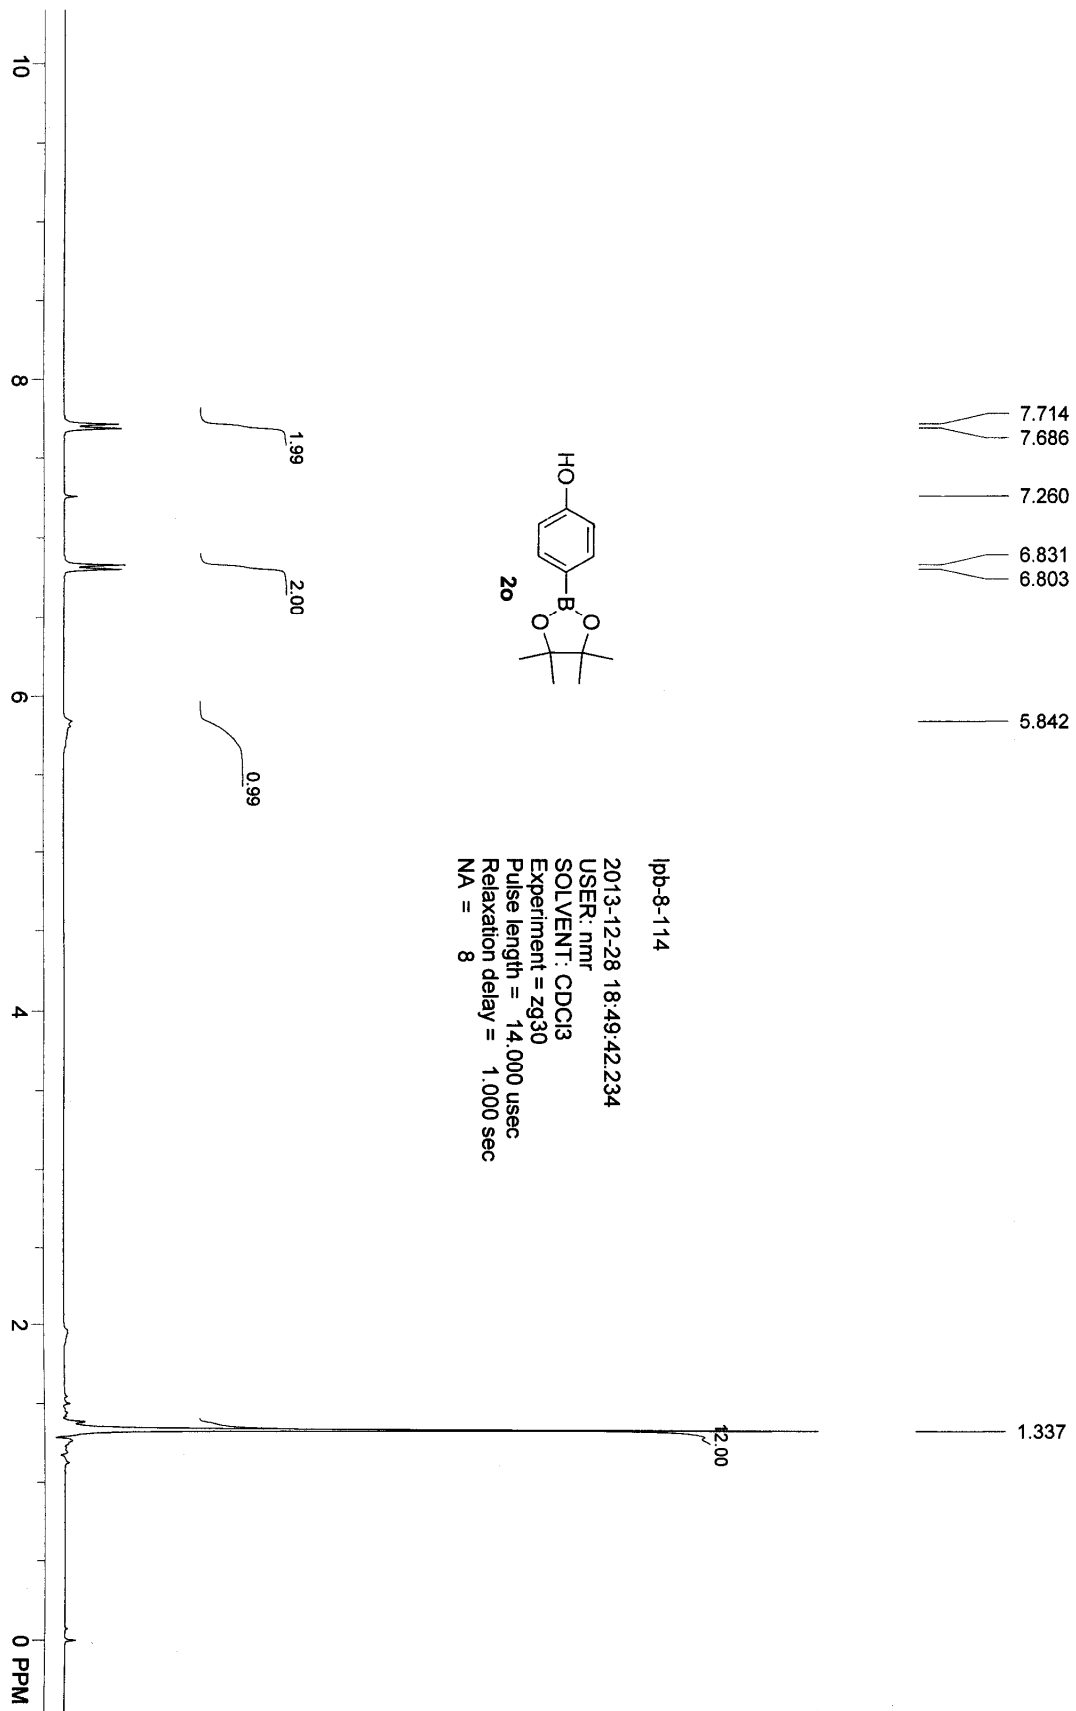 7.714
7.686
7.260
6.831
6.803
5.842
1.337
lpb-8-114
2013-12-28 18:49:42.234
USER: nmr
SOLVENT: CDCl3
Experiment = zg30
Pulse length = 14.000 usec
Relaxation delay = 1.000 sec
NA = 8
HO
B
O
O
2o
1.99
2.00
0.99
12.00
10
8
6
4
2
0 PPM